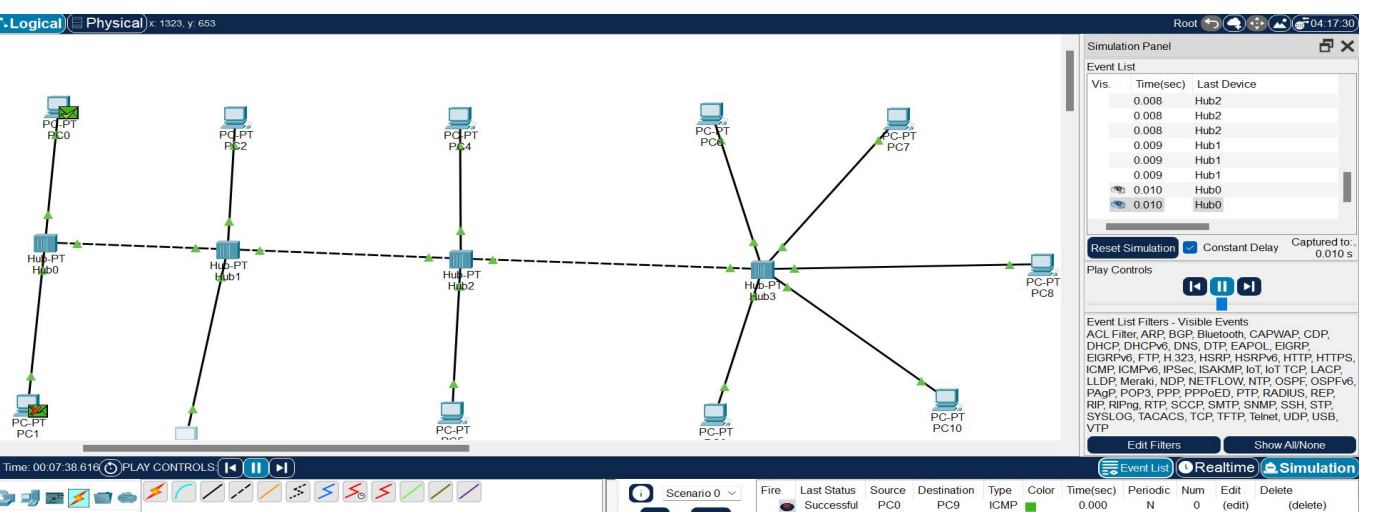 Logical Physical x: 1323, y: 653 Root 04:17:30
Simulation Panel
Event List
Vis. Time(sec) Last Device
0.008 Hub2
0.008 Hub2
0.008 Hub2
0.009 Hub1
0.009 Hub1
0.009 Hub1
0.010 Hub0
0.010 Hub0
Reset Simulation Constant Delay Captured to:
0.010 s
Play Controls
Event List Filters - Visible Events
ACL Filter, ARP, BGP, Bluetooth, CAPWAP, CDP,
DHCP, DHCPv6, DNS, DTP, EAPOL, EIGRP,
EIGRPv6, FTP, H.323, HSRP, HSRPv6, HTTP, HTTPS,
ICMP, ICMPv6, IPSec, ISAKMP, IoT, IoT TCP, LACP,
LLDP, Meraki, NDP, NETFLOW, NTP, OSPF, OSPFv6,
PAgP, POP3, PPP, PPPoED, PTP, RADIUS, REP,
RIP, RIPng, RTP, SCCP, SMTP, SNMP, SSH, STP,
SYSLOG, TACACS, TCP, TFTP, Telnet, UDP, USB,
VTP
Edit Filters Show All/None
PC-PT
PC0
PC-PT
PC2
PC-PT
PC4
PC-PT
PC-PT
PC7
Hub-PT
Hub0
Hub-PT
Hub1
Hub-PT
Hub2
Hub-PT
Hub3
PC-PT
PC8
PC-PT
PC1
PC-PT
PC-PT
PC-PT
PC10
Time: 00:07:38.616 PLAY CONTROLS: Event List Realtime Simulation
Scenario 0
Fire Last Status Source Destination Type Color Time(sec) Periodic Num Edit Delete
Successful PC0 PC9 ICMP 0.000 N 0 (edit) (delete)